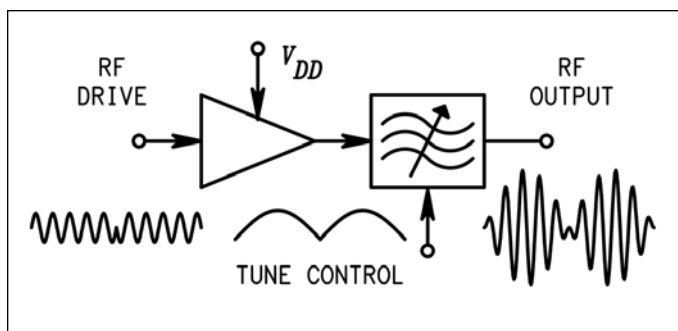 RF
DRIVE
V_DD
RF
OUTPUT
TUNE CONTROL